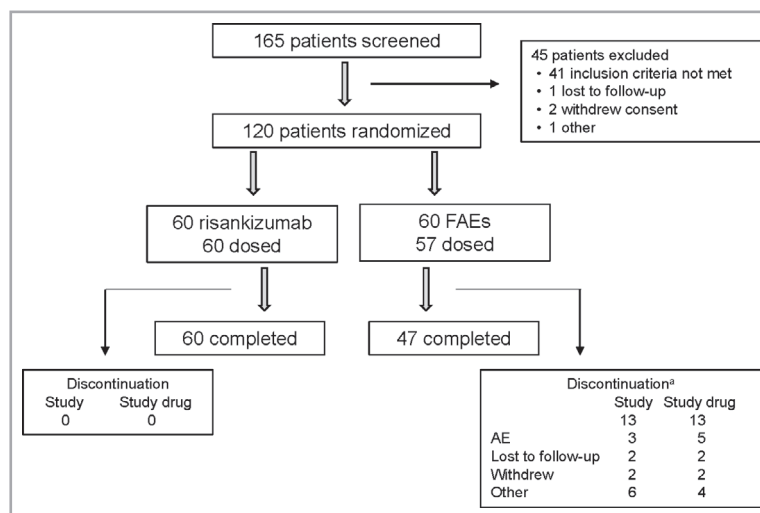 165 patients screened
45 patients excluded
• 41 inclusion criteria not met
• 1 lost to follow-up
• 2 withdrew consent
• 1 other
120 patients randomized
60 risankizumab
60 dosed
60 FAEs
57 dosed
60 completed
47 completed
Discontinuation
Study Study drug
0 0
Discontinuationᵃ
Study Study drug
13 13
AE 3 5
Lost to follow-up 2 2
Withdrew 2 2
Other 6 4